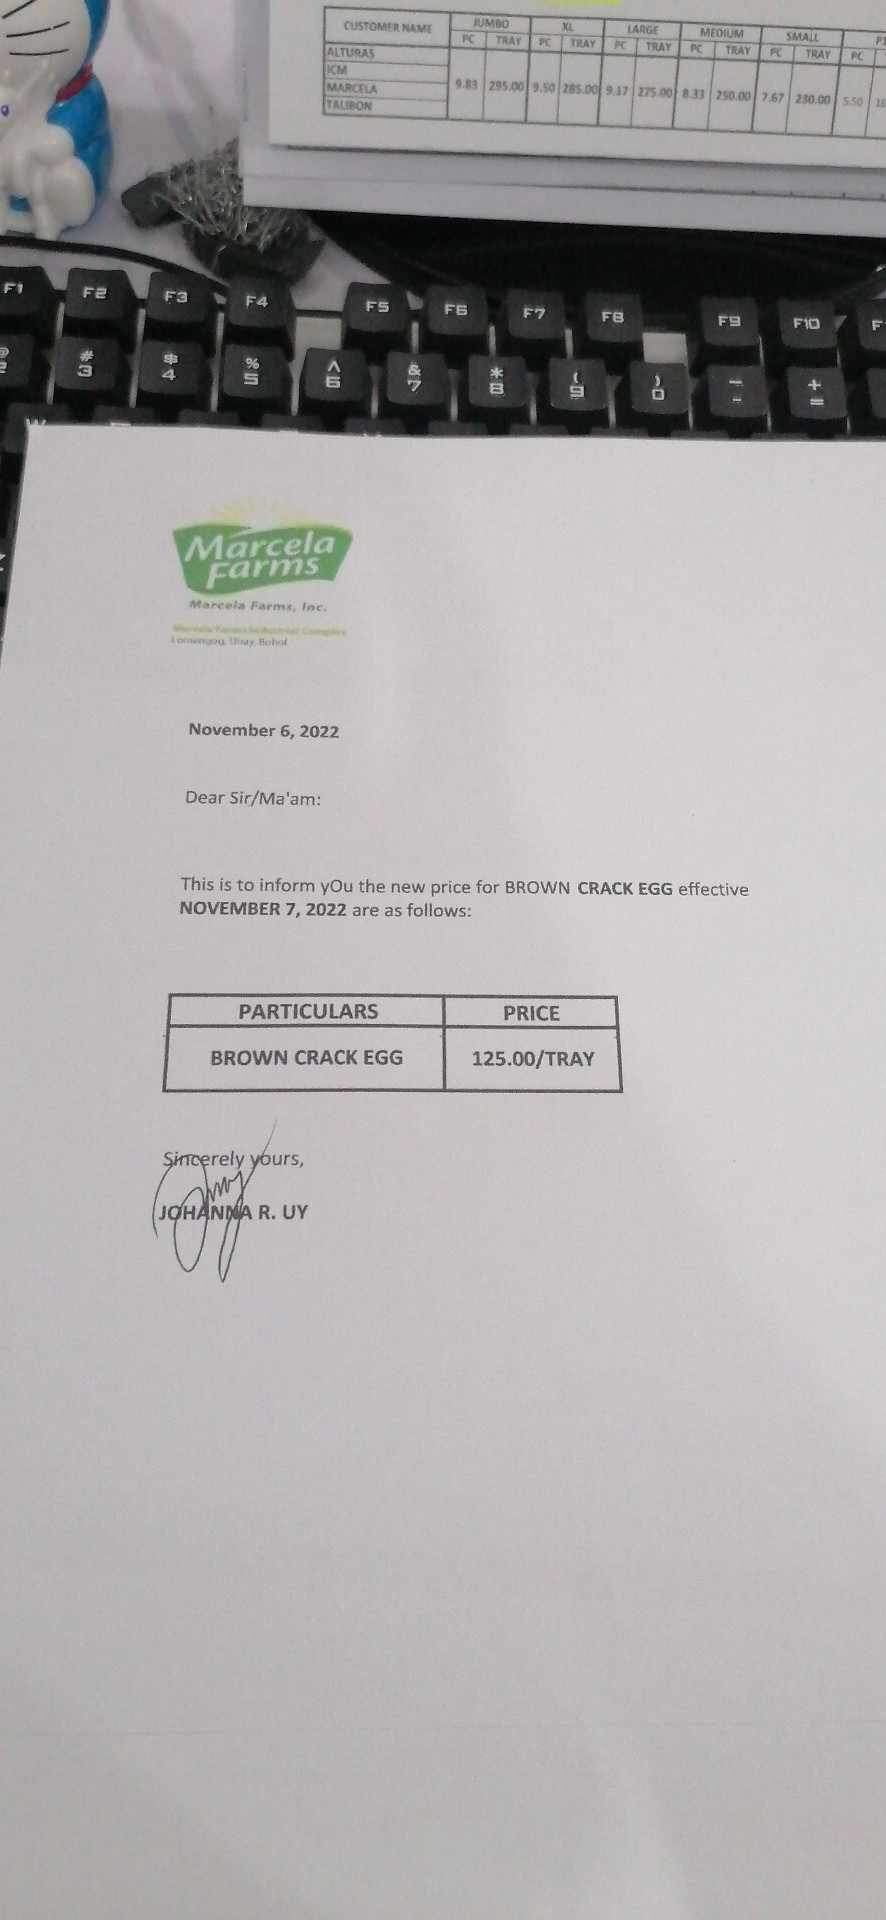 CUSTOMER NAME JUMBO XL LARGE MEDIUM SMALL
PC TRAY PC TRAY PC TRAY PC TRAY PC TRAY PC
ALTURAS
ICM
MARCELA
TALIBON
9.83 295.00 9.50 285.00 9.17 275.00 8.33 250.00 7.67 230.00 5.50
F1 F2 F3 F4 F5 F6 F7 F8 F9 F10 F
@ # $ % ^ & * ( ) _ +
2 3 4 5 6 7 8 9 0 - =
Marcela
Farms
Marcela Farms, Inc.
Marcela Farms Industrial Complex
Lomangog, Ubay, Bohol
November 6, 2022
Dear Sir/Ma'am:
This is to inform yOu the new price for BROWN CRACK EGG effective
NOVEMBER 7, 2022 are as follows:
PARTICULARS PRICE
BROWN CRACK EGG 125.00/TRAY
Sincerely yours,
JOHANNA R. UY